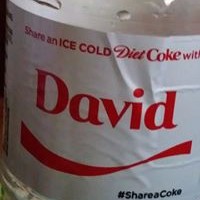 Share an ICE COLD Diet Coke with
David
#ShareaCoke